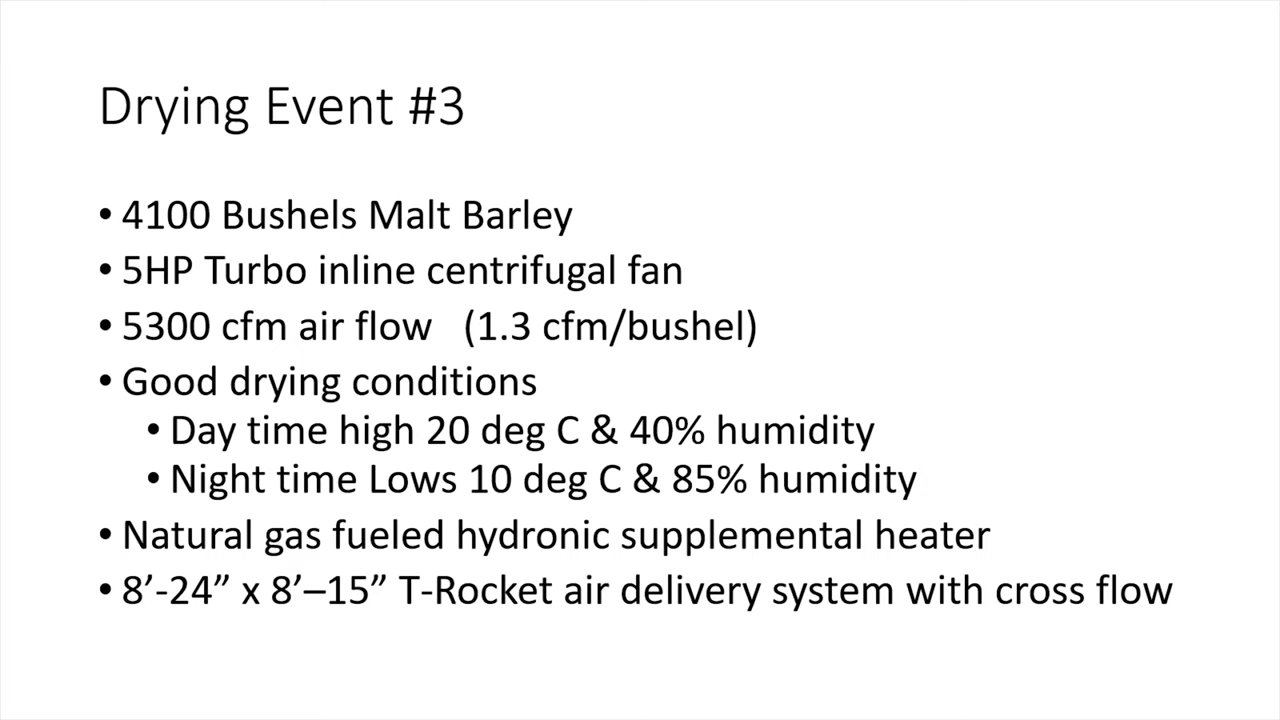 Drying Event #3
• 4100 Bushels Malt Barley
• 5HP Turbo inline centrifugal fan
• 5300 cfm air flow   (1.3 cfm/bushel)
• Good drying conditions
• Day time high 20 deg C & 40% humidity
• Night time Lows 10 deg C & 85% humidity
• Natural gas fueled hydronic supplemental heater
• 8’-24” x 8’–15” T-Rocket air delivery system with cross flow